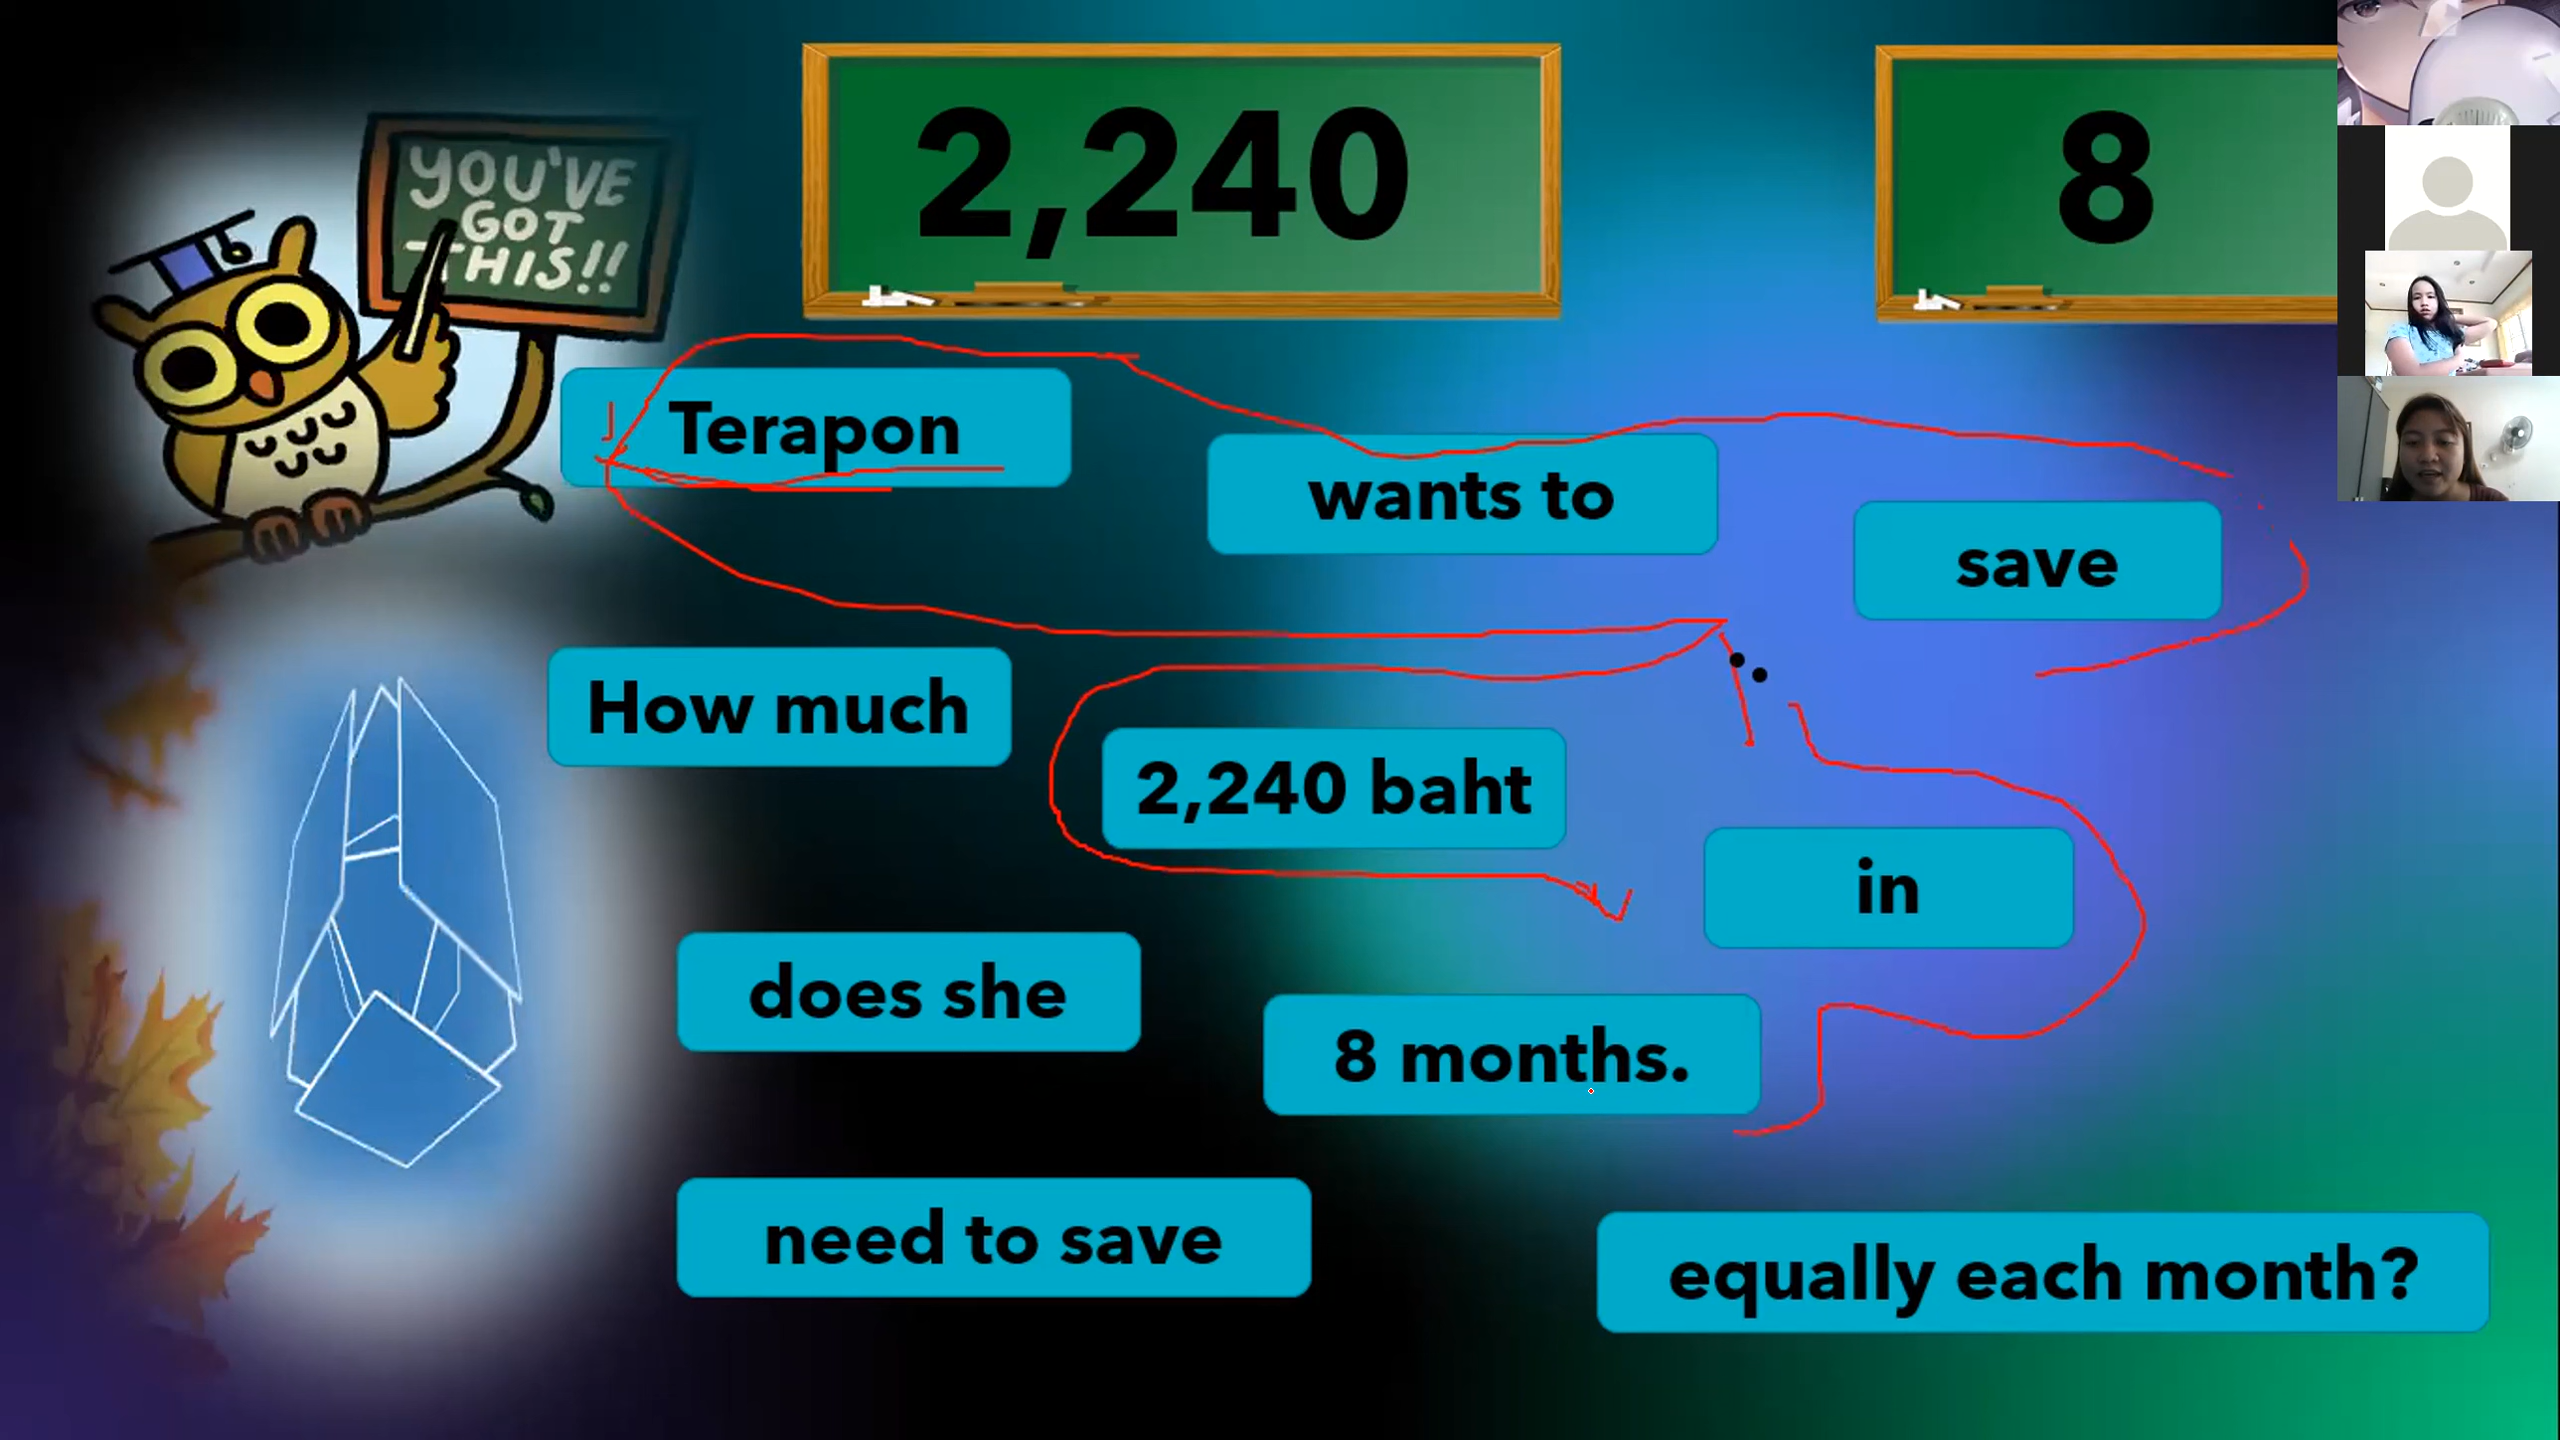 2,240
8
YOU'VE
GOT
THIS!!
Terapon
wants to
save
How much
2,240 baht
in
does she
8 months.
need to save
equally each month?